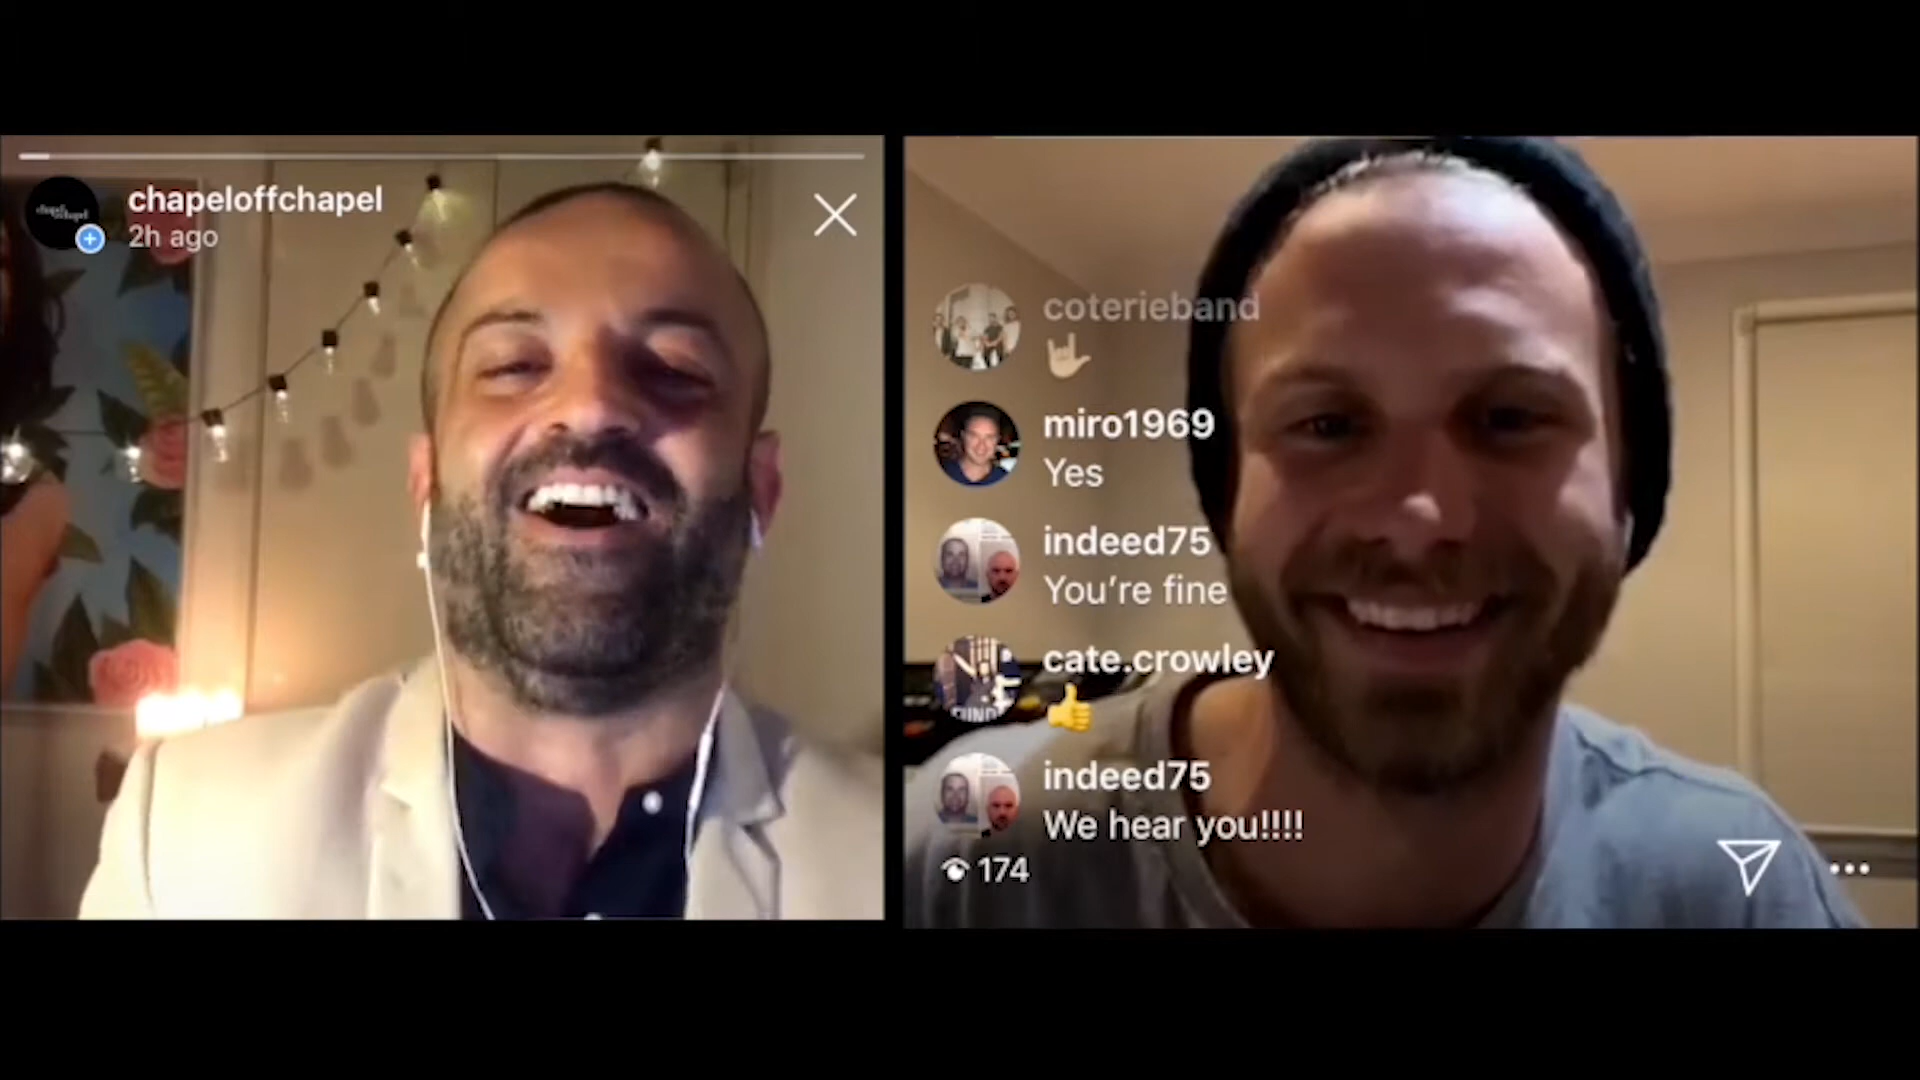 chapeloffchapel
2h ago
coterieband
miro1969
Yes
indeed75
You're fine
cate.crowley
indeed75
We hear you!!!!
174